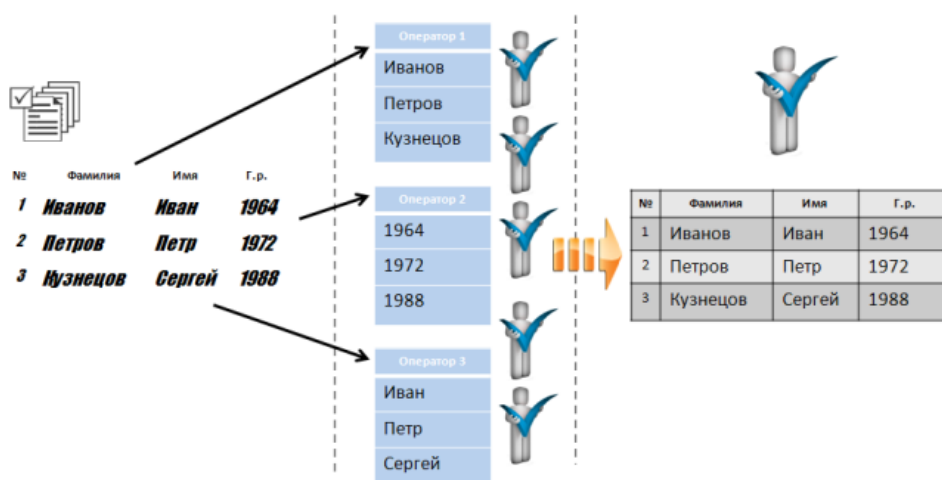 № Фамилия Имя Г.р.
1 Иванов Иван 1964
2 Петров Петр 1972
3 Кузнецов Сергей 1988
Оператор 1
Иванов
Петров
Кузнецов
Оператор 2
1964
1972
1988
Оператор 3
Иван
Петр
Сергей
№ Фамилия Имя Г.р.
1 Иванов Иван 1964
2 Петров Петр 1972
3 Кузнецов Сергей 1988